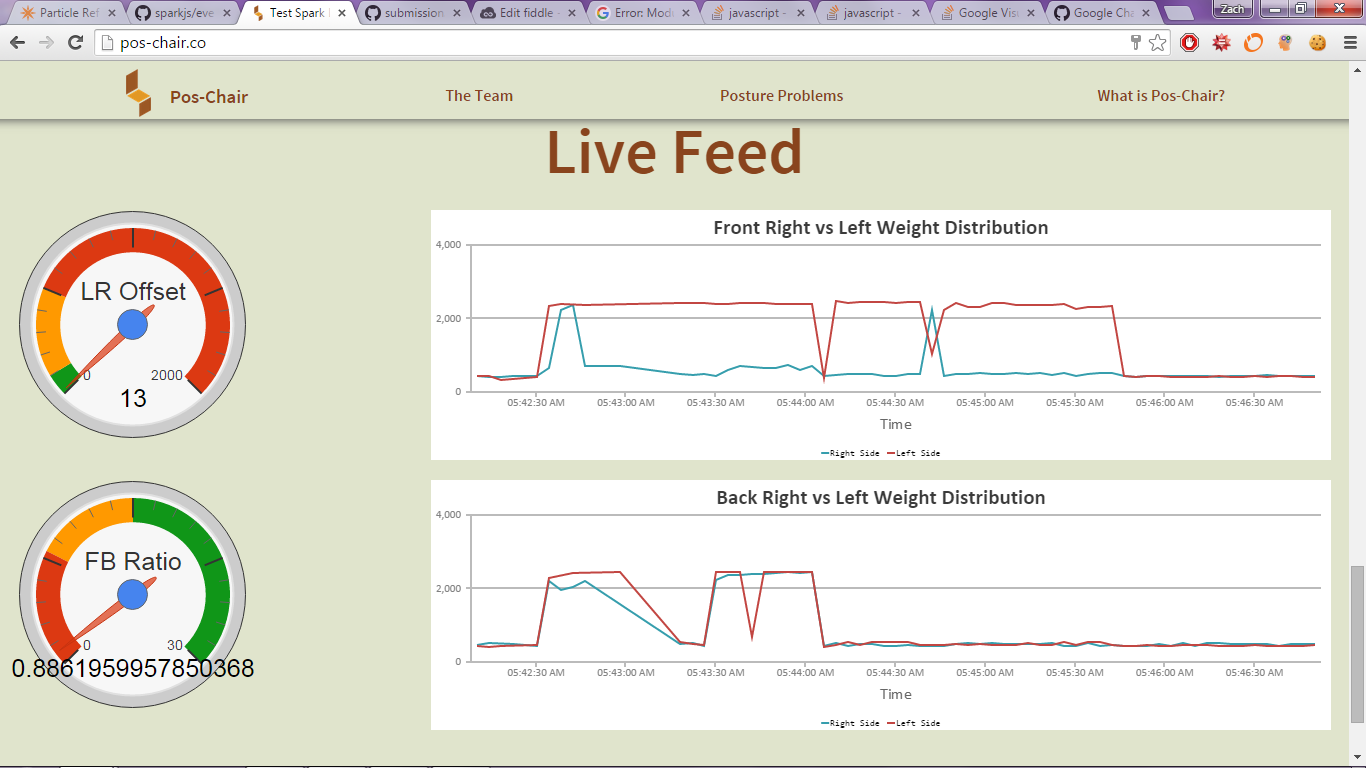 Particle Ref
sparkjs/eve
Test Spark
submission
Edit fiddle -
Error: Modu
javascript -
javascript -
Google Visu
Google Cha
Zach
pos-chair.co
Pos-Chair
The Team
Posture Problems
What is Pos-Chair?
Live Feed
LR Offset
0
2000
13
Front Right vs Left Weight Distribution
4,000
2,000
0
05:42:30 AM 05:43:00 AM 05:43:30 AM 05:44:00 AM 05:44:30 AM 05:45:00 AM 05:45:30 AM 05:46:00 AM 05:46:30 AM
Time
Right Side Left Side
FB Ratio
0
30
0.8861959957850368
Back Right vs Left Weight Distribution
4,000
2,000
0
05:42:30 AM 05:43:00 AM 05:43:30 AM 05:44:00 AM 05:44:30 AM 05:45:00 AM 05:45:30 AM 05:46:00 AM 05:46:30 AM
Time
Right Side Left Side